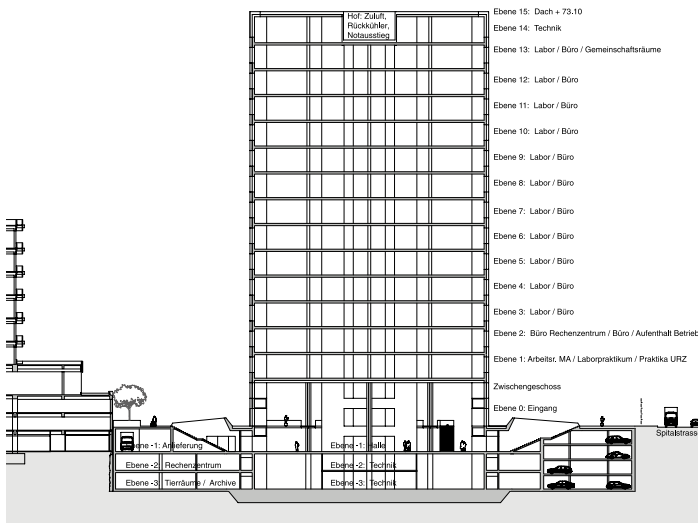 Hof: Zuluft,
Rückkühler,
Notausstieg
Ebene 15: Dach + 73.10
Ebene 14: Technik
Ebene 13: Labor / Büro / Gemeinschaftsräume
Ebene 12: Labor / Büro
Ebene 11: Labor / Büro
Ebene 10: Labor / Büro
Ebene 9: Labor / Büro
Ebene 8: Labor / Büro
Ebene 7: Labor / Büro
Ebene 6: Labor / Büro
Ebene 5: Labor / Büro
Ebene 4: Labor / Büro
Ebene 3: Labor / Büro
Ebene 2: Büro Rechenzentrum / Büro / Aufenthalt Betrieb
Ebene 1: Arbeitsr. MA / Laborpraktikum / Praktika URZ
Zwischengeschoss
Ebene 0: Eingang
Spitalstrasse
Ebene -1: Anlieferung
Ebene -1: Halle
Ebene -2: Rechenzentrum
Ebene -2: Technik
Ebene -3: Tierräume / Archive
Ebene -3: Technik